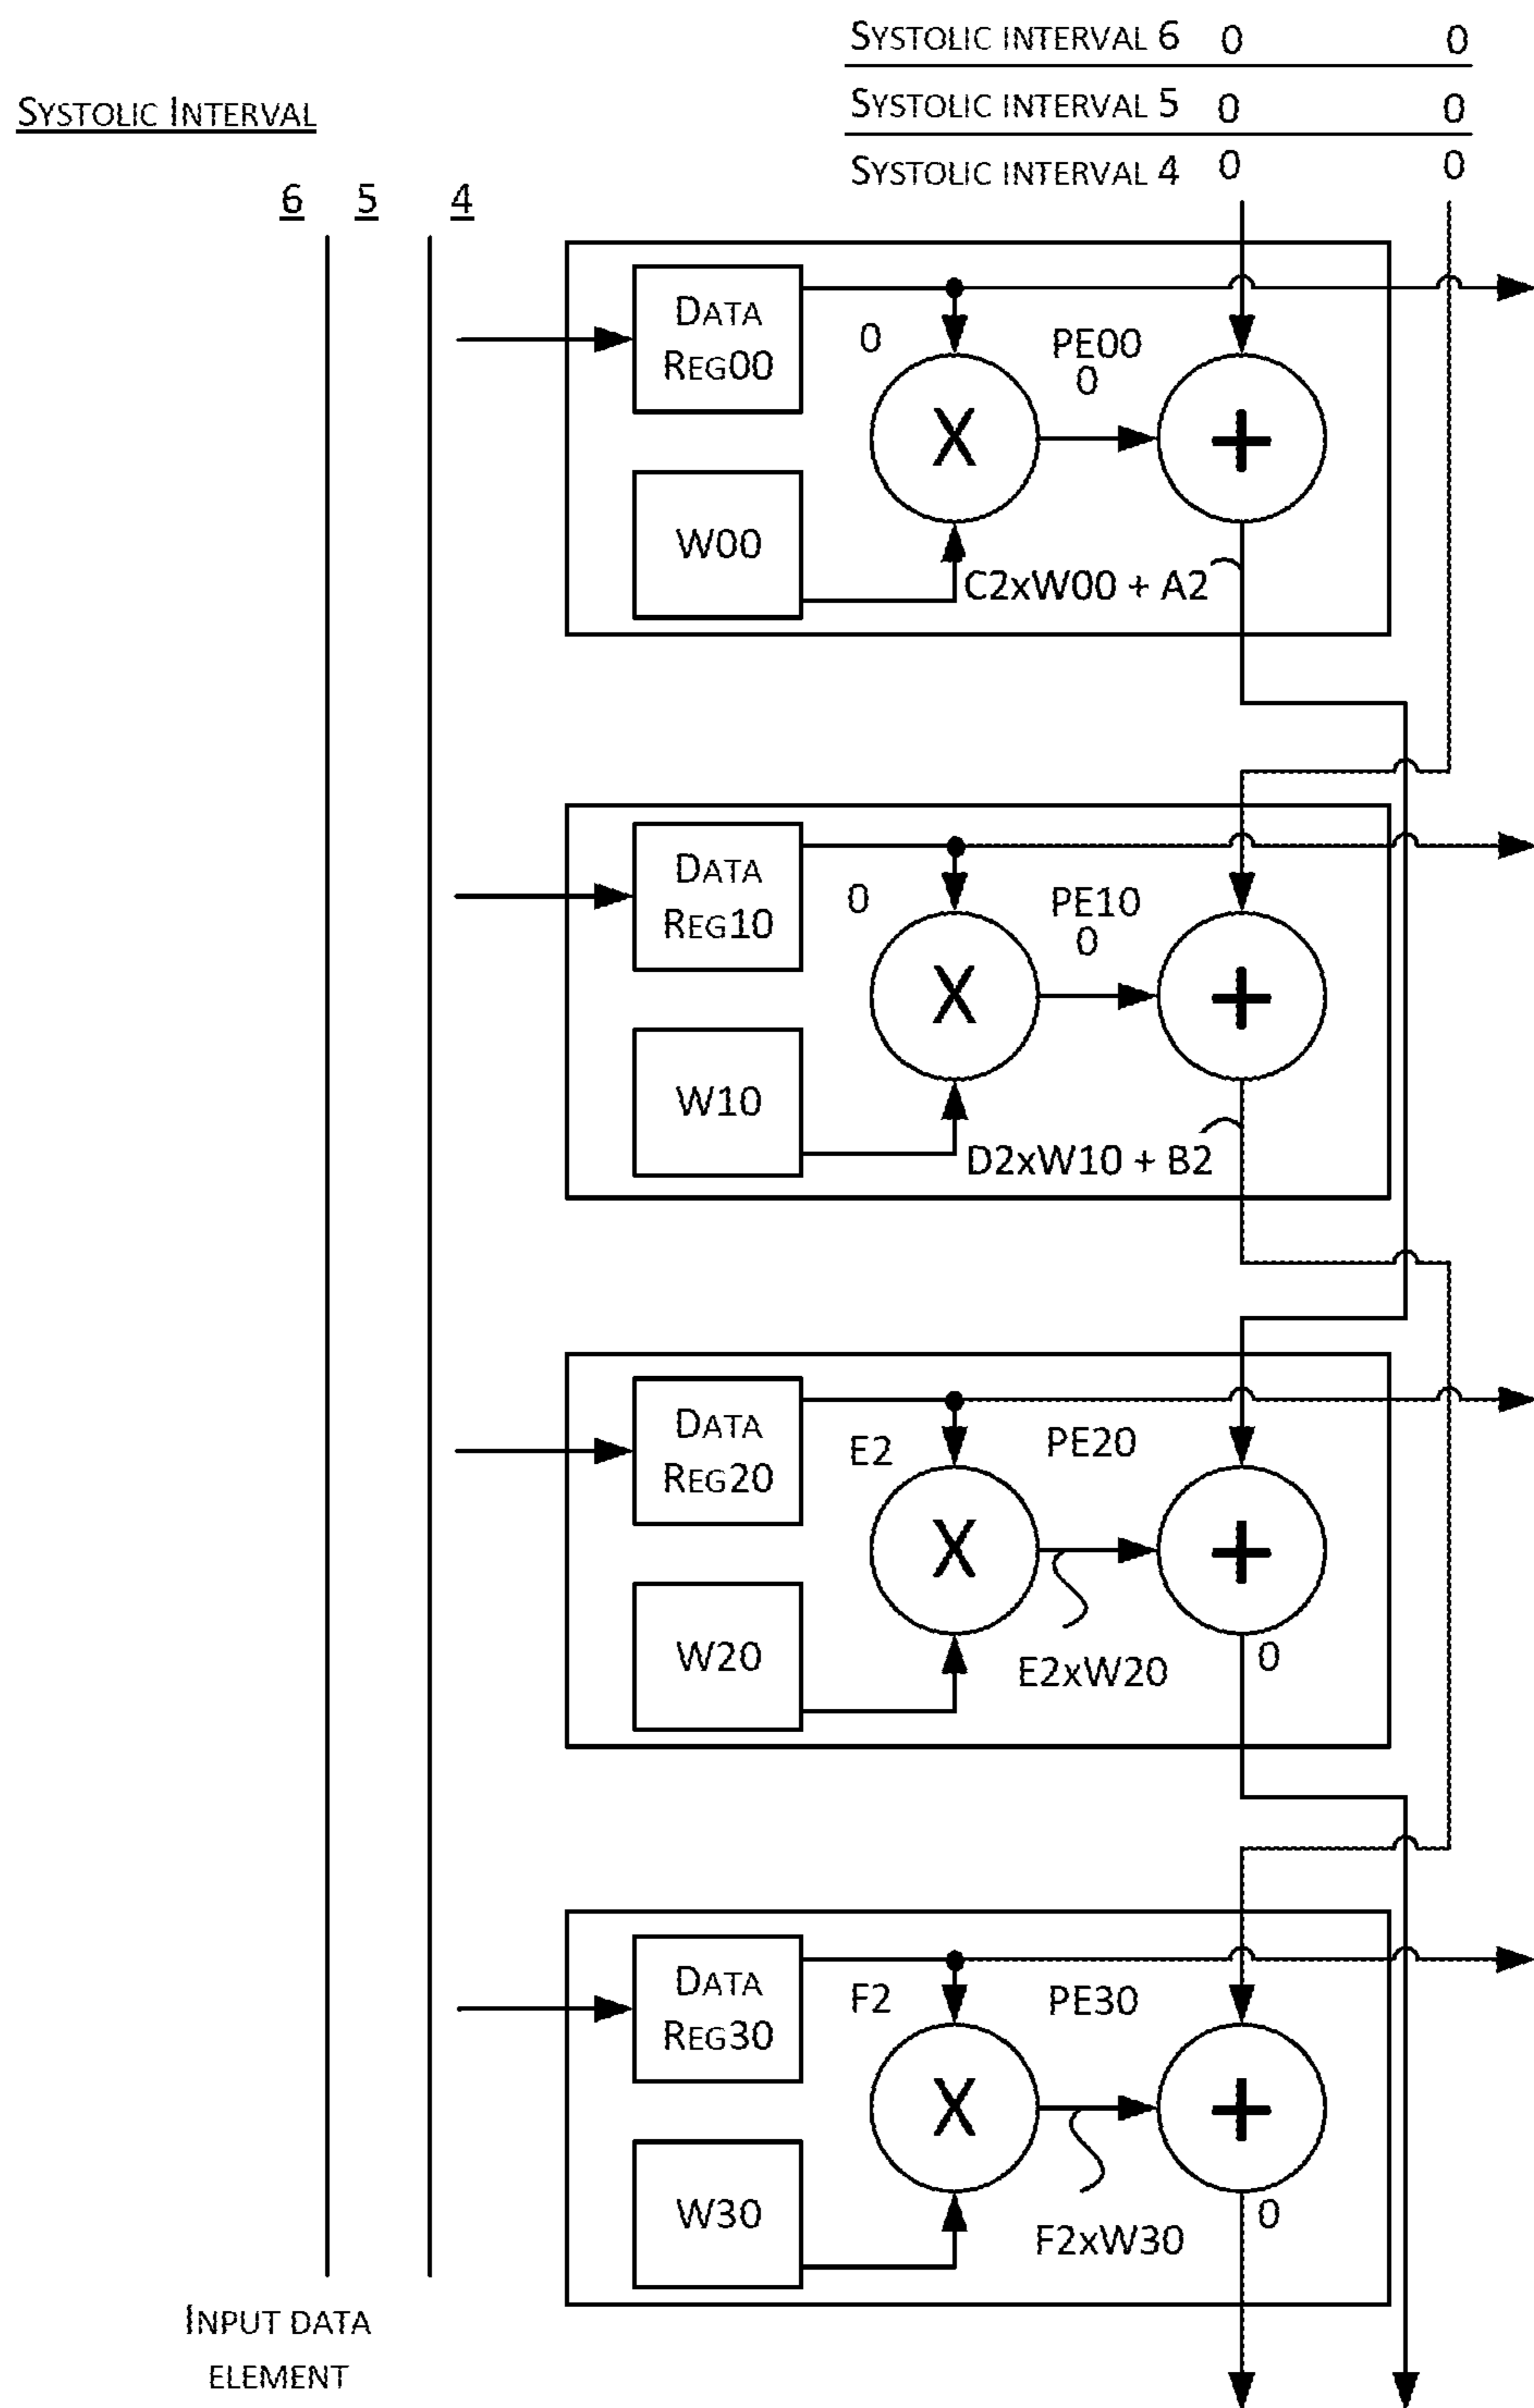 SYSTOLIC INTERVAL 6 0 0
SYSTOLIC INTERVAL 5 0 0
SYSTOLIC INTERVAL 4 0 0
SYSTOLIC INTERVAL
6 5 4
DATA
REG00
0
PE00
0
X
+
W00
C2xW00 + A2
DATA
REG10
0
PE10
0
X
+
W10
D2xW10 + B2
DATA
REG20
E2
PE20
X
+
W20
E2xW20
0
DATA
REG30
F2
PE30
X
+
W30
F2xW30
0
INPUT DATA
ELEMENT